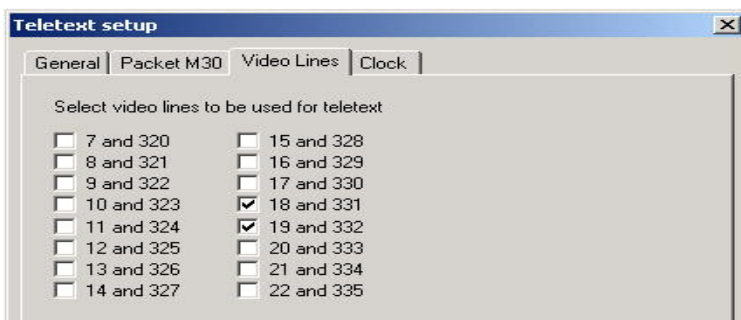 Teletext setup
General Packet M30 Video Lines Clock
Select video lines to be used for teletext
7 and 320 15 and 328
8 and 321 16 and 329
9 and 322 17 and 330
10 and 323 18 and 331
11 and 324 19 and 332
12 and 325 20 and 333
13 and 326 21 and 334
14 and 327 22 and 335